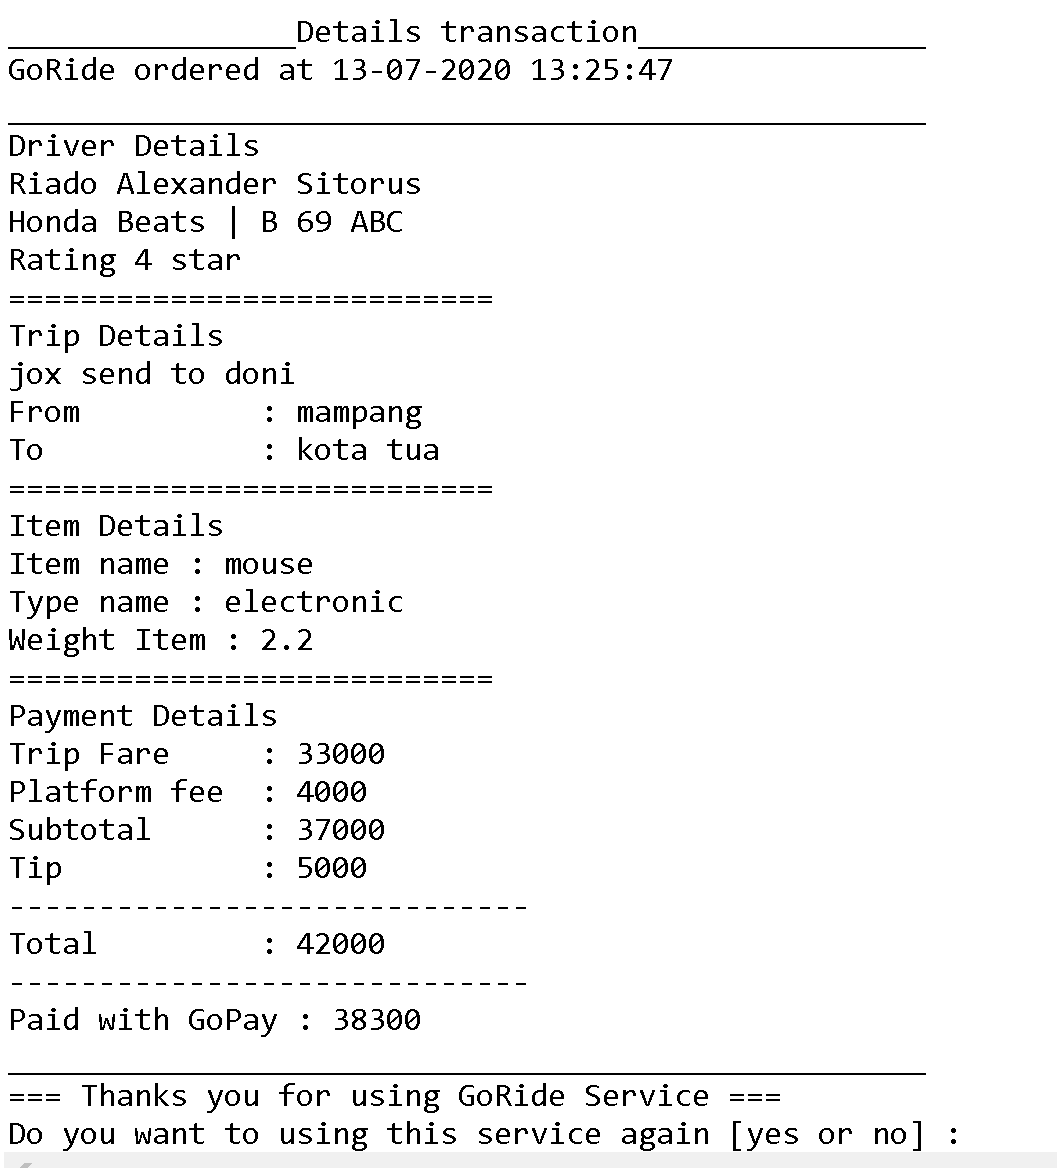 ________________Details transaction________________
GoRide ordered at 13-07-2020 13:25:47
___________________________________________________
Driver Details
Riado Alexander Sitorus
Honda Beats | B 69 ABC
Rating 4 star
===========================
Trip Details
jox send to doni
From          : mampang
To            : kota tua
===========================
Item Details
Item name : mouse
Type name : electronic
Weight Item : 2.2
===========================
Payment Details
Trip Fare     : 33000
Platform fee  : 4000
Subtotal      : 37000
Tip           : 5000
-----------------------------
Total         : 42000
-----------------------------
Paid with GoPay : 38300
___________________________________________________
=== Thanks you for using GoRide Service ===
Do you want to using this service again [yes or no] :